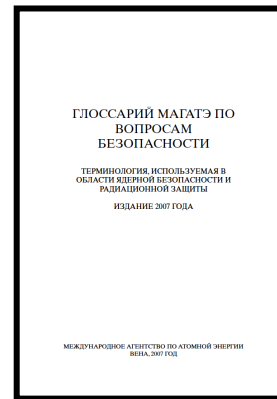 ГЛОССАРИЙ МАГАТЭ ПО
ВОПРОСАМ
БЕЗОПАСНОСТИ
ТЕРМИНОЛОГИЯ, ИСПОЛЬЗУЕМАЯ В
ОБЛАСТИ ЯДЕРНОЙ БЕЗОПАСНОСТИ И
РАДИАЦИОННОЙ ЗАЩИТЫ
ИЗДАНИЕ 2007 ГОДА
МЕЖДУНАРОДНОЕ АГЕНТСТВО ПО АТОМНОЙ ЭНЕРГИИ
ВЕНА, 2007 ГОД